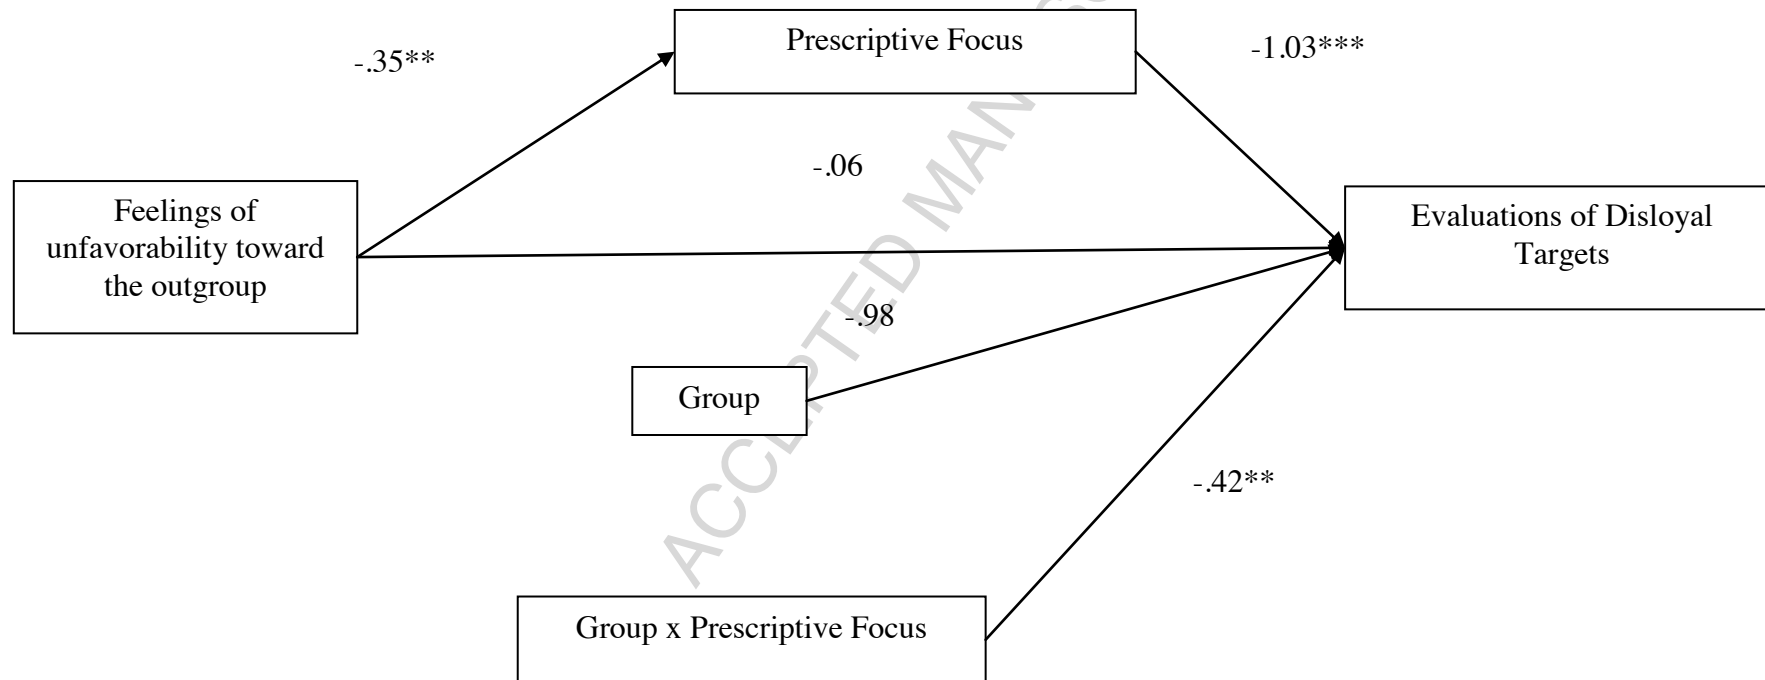 Prescriptive Focus
-.35**
-1.03***
-.06
Feelings of
unfavorability toward
the outgroup
Evaluations of Disloyal
Targets
-.98
Group
-.42**
Group x Prescriptive Focus
ACCEPTED MANUS